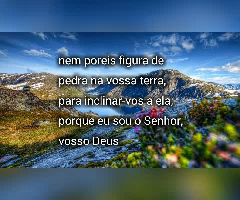 nem poreis figura de
pedra na vossa terra,
para inclinar-vos a ela;
porque eu sou o Senhor,
vosso Deus